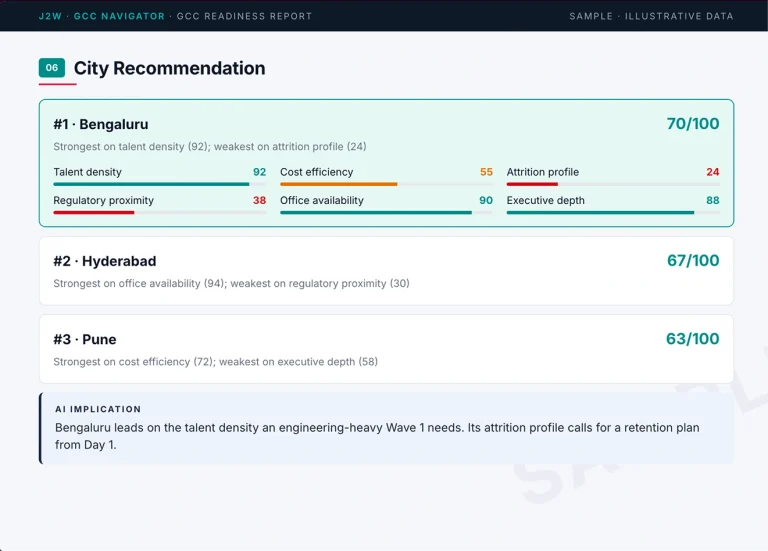 J2W · GCC NAVIGATOR · GCC READINESS REPORT
SAMPLE · ILLUSTRATIVE DATA
06 City Recommendation
#1 · Bengaluru 70/100
Strongest on talent density (92); weakest on attrition profile (24)
Talent density 92 Cost efficiency 55 Attrition profile 24
Regulatory proximity 38 Office availability 90 Executive depth 88
#2 · Hyderabad 67/100
Strongest on office availability (94); weakest on regulatory proximity (30)
#3 · Pune 63/100
Strongest on cost efficiency (72); weakest on executive depth (58)
AI IMPLICATION
Bengaluru leads on the talent density an engineering-heavy Wave 1 needs. Its attrition profile calls for a retention plan
from Day 1.